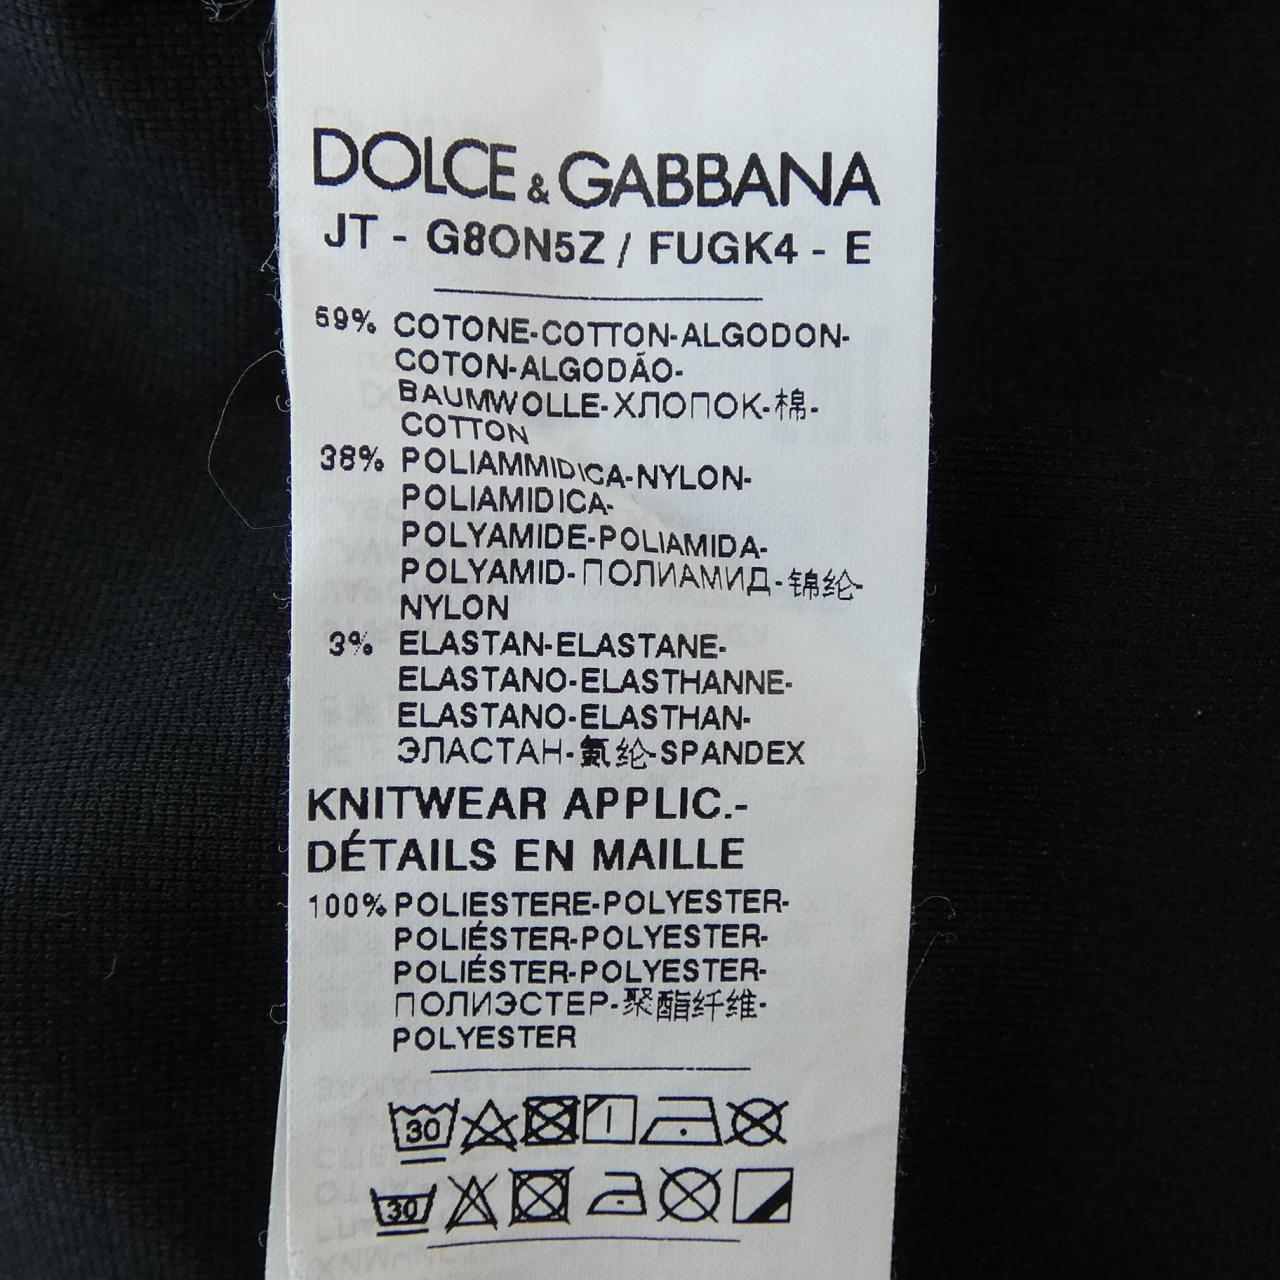 DOLCE & GABBANA
JT - G8ON5Z / FUGK4 - E
59% COTONE-COTTON-ALGODON-
COTON-ALGODÃO-
BAUMWOLLE-ХЛОПОК-棉-
COTTON
38% POLIAMMIDICA-NYLON-
POLIAMIDICA-
POLYAMIDE-POLIAMIDA-
POLYAMID-ПОЛИАМИД-锦纶-
NYLON
3% ELASTAN-ELASTANE-
ELASTANO-ELASTHANNE-
ELASTANO-ELASTHAN-
ЭЛАСТАН-氨纶-SPANDEX
KNITWEAR APPLIC.-
DÉTAILS EN MAILLE
100% POLIESTERE-POLYESTER-
POLIÉSTER-POLYESTER-
POLIÉSTER-POLYESTER-
ПОЛИЭСТЕР-聚酯纤维-
POLYESTER
30
30